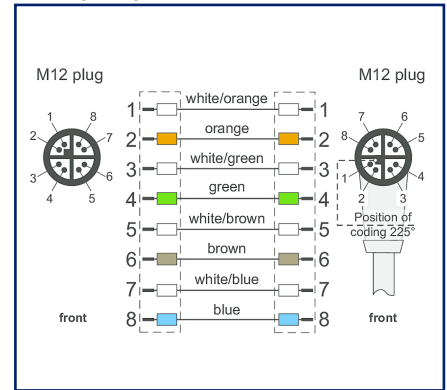 M12 plug
M12 plug
1 white/orange 1
2 orange 2
3 white/green 3
4 green 4
5 white/brown 5
6 brown 6
7 white/blue 7
8 blue 8
1 8
2 7
3 6
4 5
7 6
8 5
1 4
2 3
Position of
coding 225°
front
front